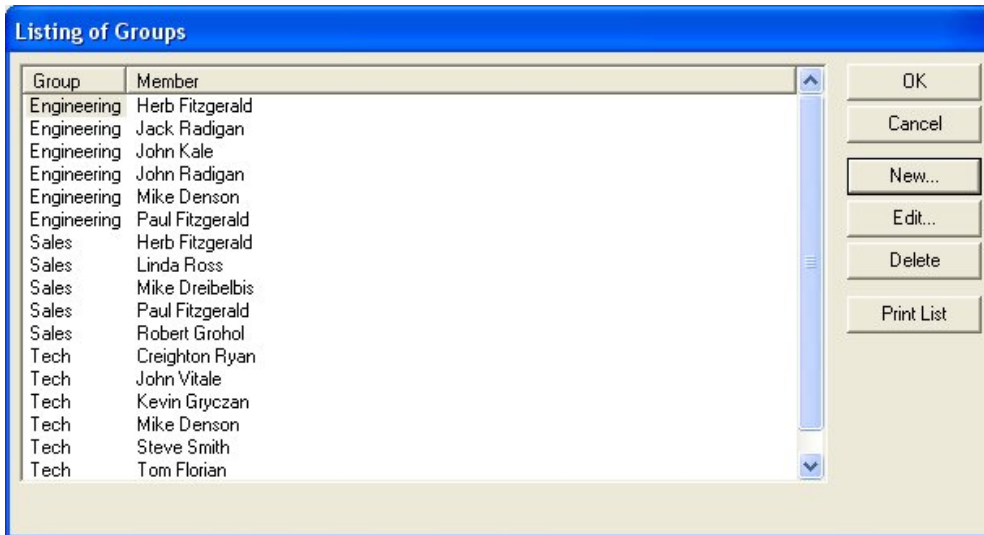 Listing of Groups
Group Member
Engineering Herb Fitzgerald
Engineering Jack Radigan
Engineering John Kale
Engineering John Radigan
Engineering Mike Denson
Engineering Paul Fitzgerald
Sales Herb Fitzgerald
Sales Linda Ross
Sales Mike Dreibelbis
Sales Paul Fitzgerald
Sales Robert Grohol
Tech Creighton Ryan
Tech John Vitale
Tech Kevin Gryczan
Tech Mike Denson
Tech Steve Smith
Tech Tom Florian
OK
Cancel
New...
Edit...
Delete
Print List